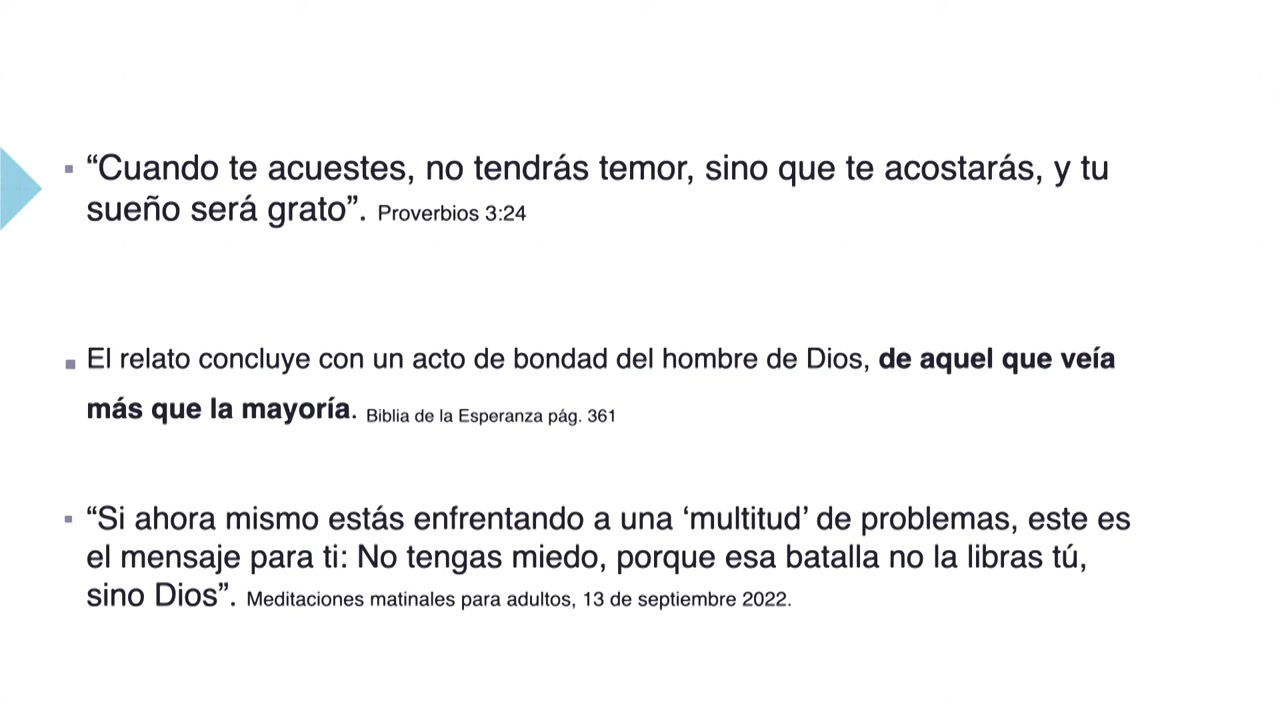 “Cuando te acuestes, no tendrás temor, sino que te acostarás, y tu
sueño será grato”. Proverbios 3:24
El relato concluye con un acto de bondad del hombre de Dios, de aquel que veía
más que la mayoría. Biblia de la Esperanza pág. 361
“Si ahora mismo estás enfrentando a una ‘multitud’ de problemas, este es
el mensaje para ti: No tengas miedo, porque esa batalla no la libras tú,
sino Dios”. Meditaciones matinales para adultos, 13 de septiembre 2022.